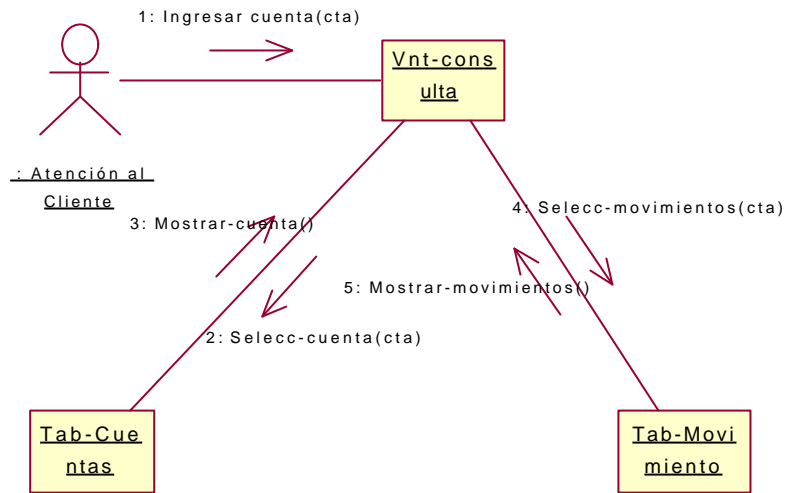 1: Ingresar cuenta(cta)
Vnt-cons
ulta
: Atención al
Cliente
3: Mostrar-cuenta()
4: Selecc-movimientos(cta)
5: Mostrar-movimientos()
2: Selecc-cuenta(cta)
Tab-Cue
ntas
Tab-Movi
miento